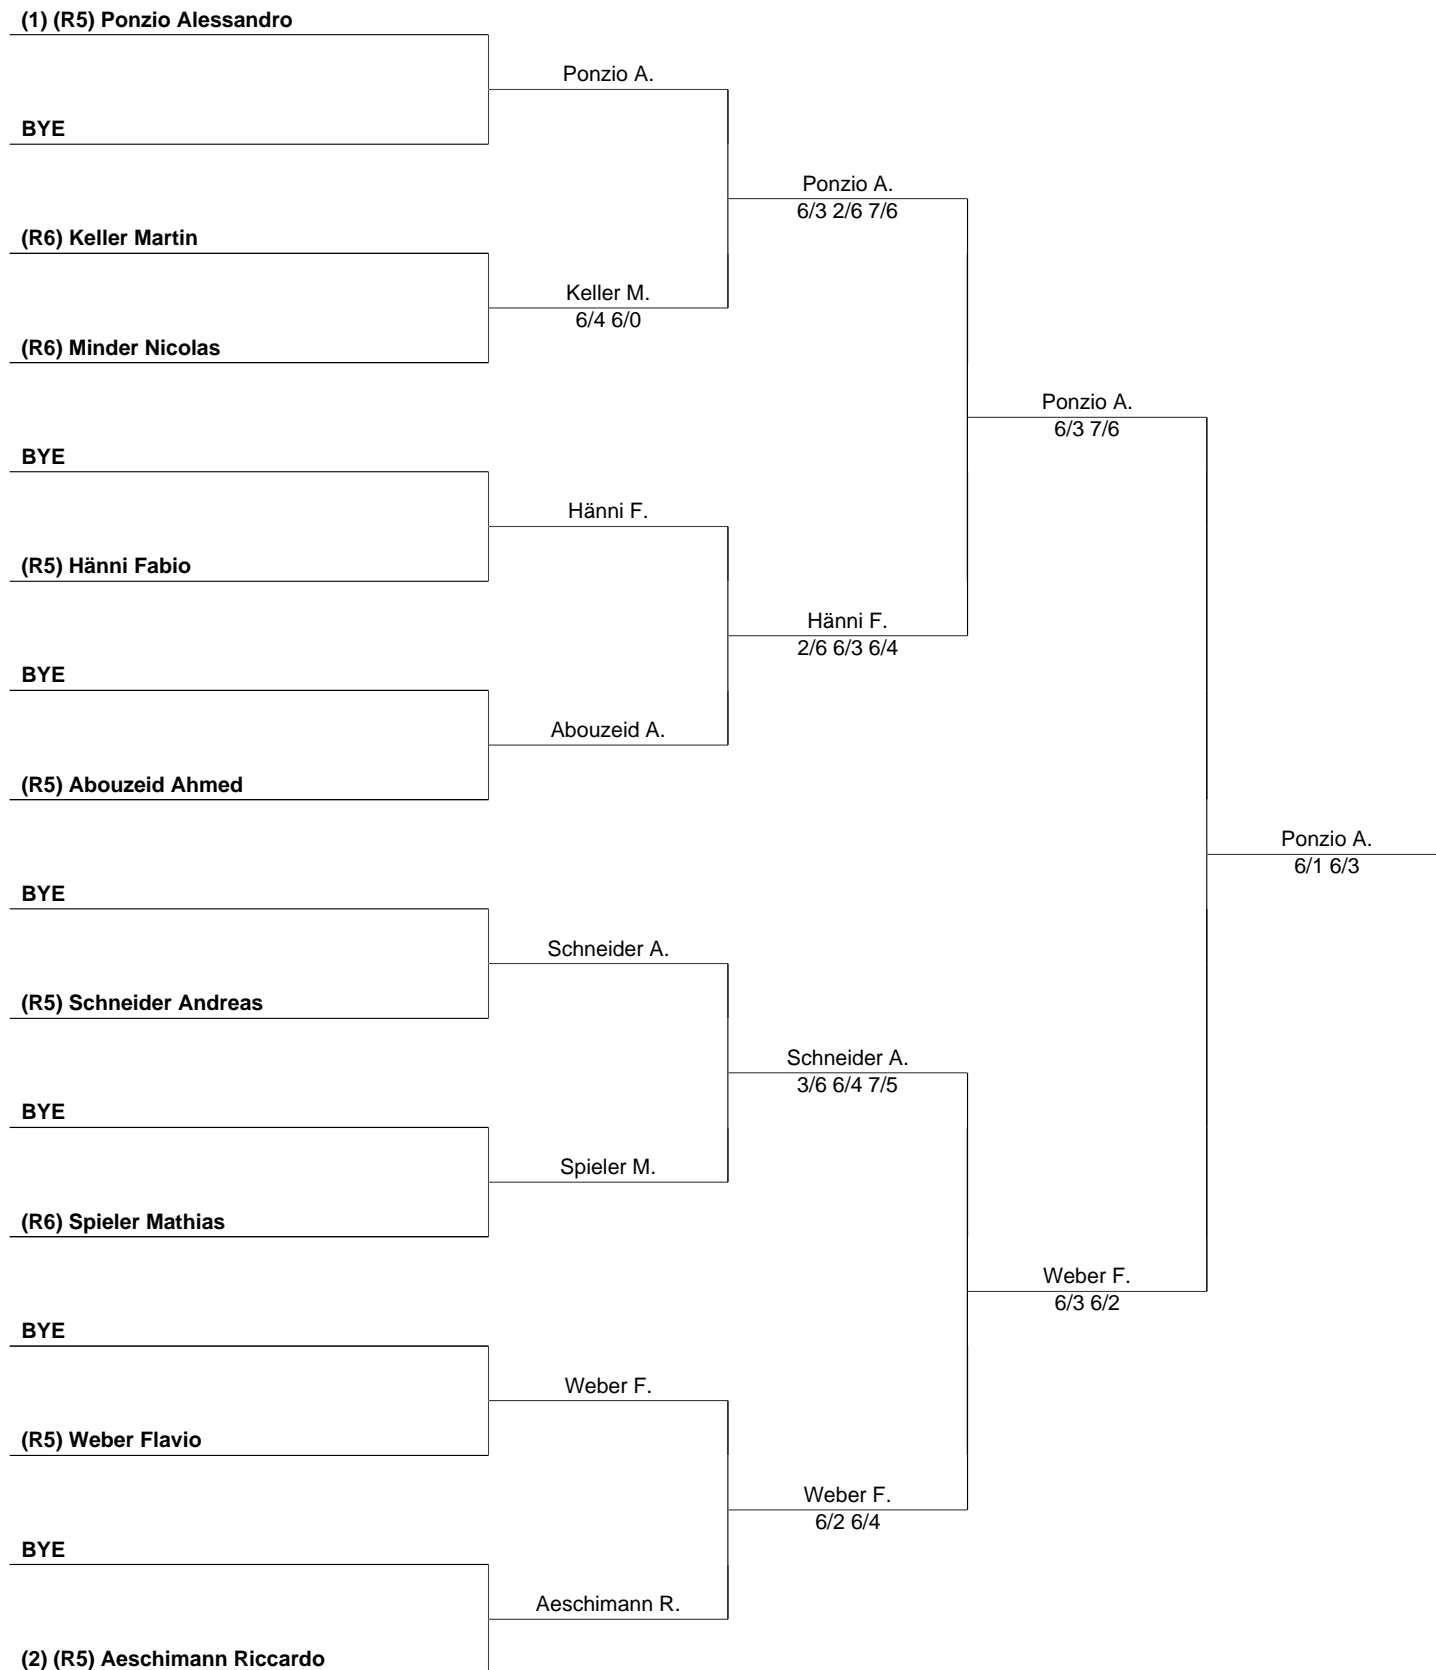 (1) (R5) Ponzio Alessandro
Ponzio A.
BYE
Ponzio A.
6/3 2/6 7/6
(R6) Keller Martin
Keller M.
6/4 6/0
(R6) Minder Nicolas
Ponzio A.
6/3 7/6
BYE
Hänni F.
(R5) Hänni Fabio
Hänni F.
2/6 6/3 6/4
BYE
Abouzeid A.
(R5) Abouzeid Ahmed
Ponzio A.
6/1 6/3
BYE
Schneider A.
(R5) Schneider Andreas
Schneider A.
3/6 6/4 7/5
BYE
Spieler M.
(R6) Spieler Mathias
Weber F.
6/3 6/2
BYE
Weber F.
(R5) Weber Flavio
Weber F.
6/2 6/4
BYE
Aeschimann R.
(2) (R5) Aeschimann Riccardo